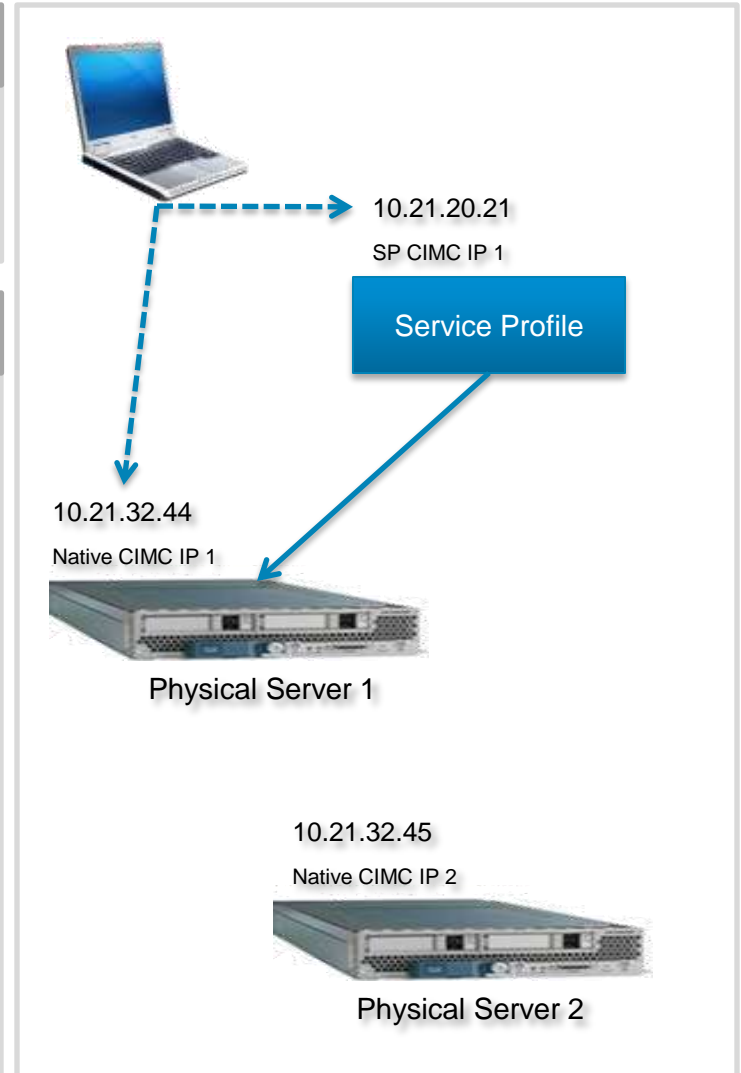 10.21.20.21
SP CIMC IP 1
Service Profile
10.21.32.44
Native CIMC IP 1
Physical Server 1
10.21.32.45
Native CIMC IP 2
Physical Server 2